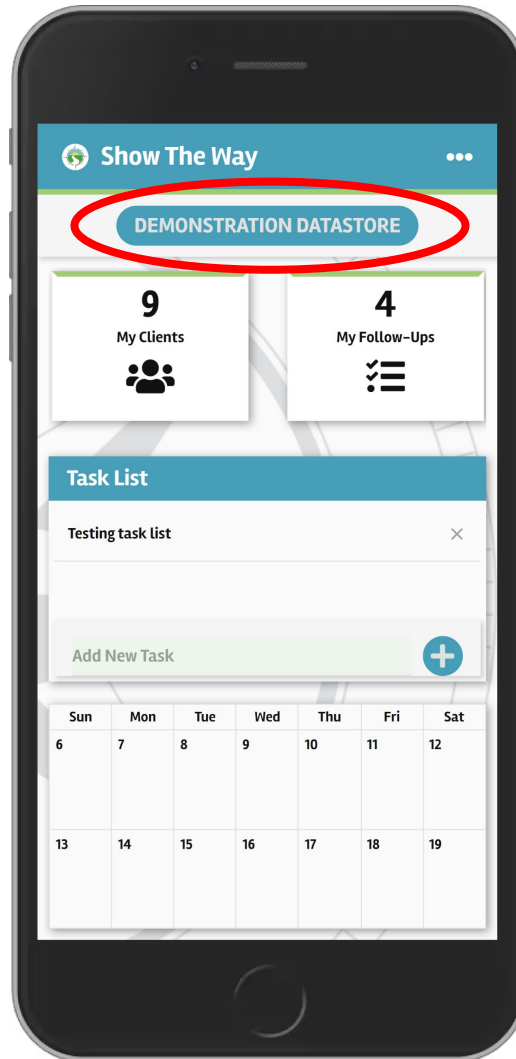 Show The Way
DEMONSTRATION DATASTORE
9
My Clients
4
My Follow-Ups
Task List
Testing task list
Add New Task
Sun Mon Tue Wed Thu Fri Sat
6 7 8 9 10 11 12
13 14 15 16 17 18 19